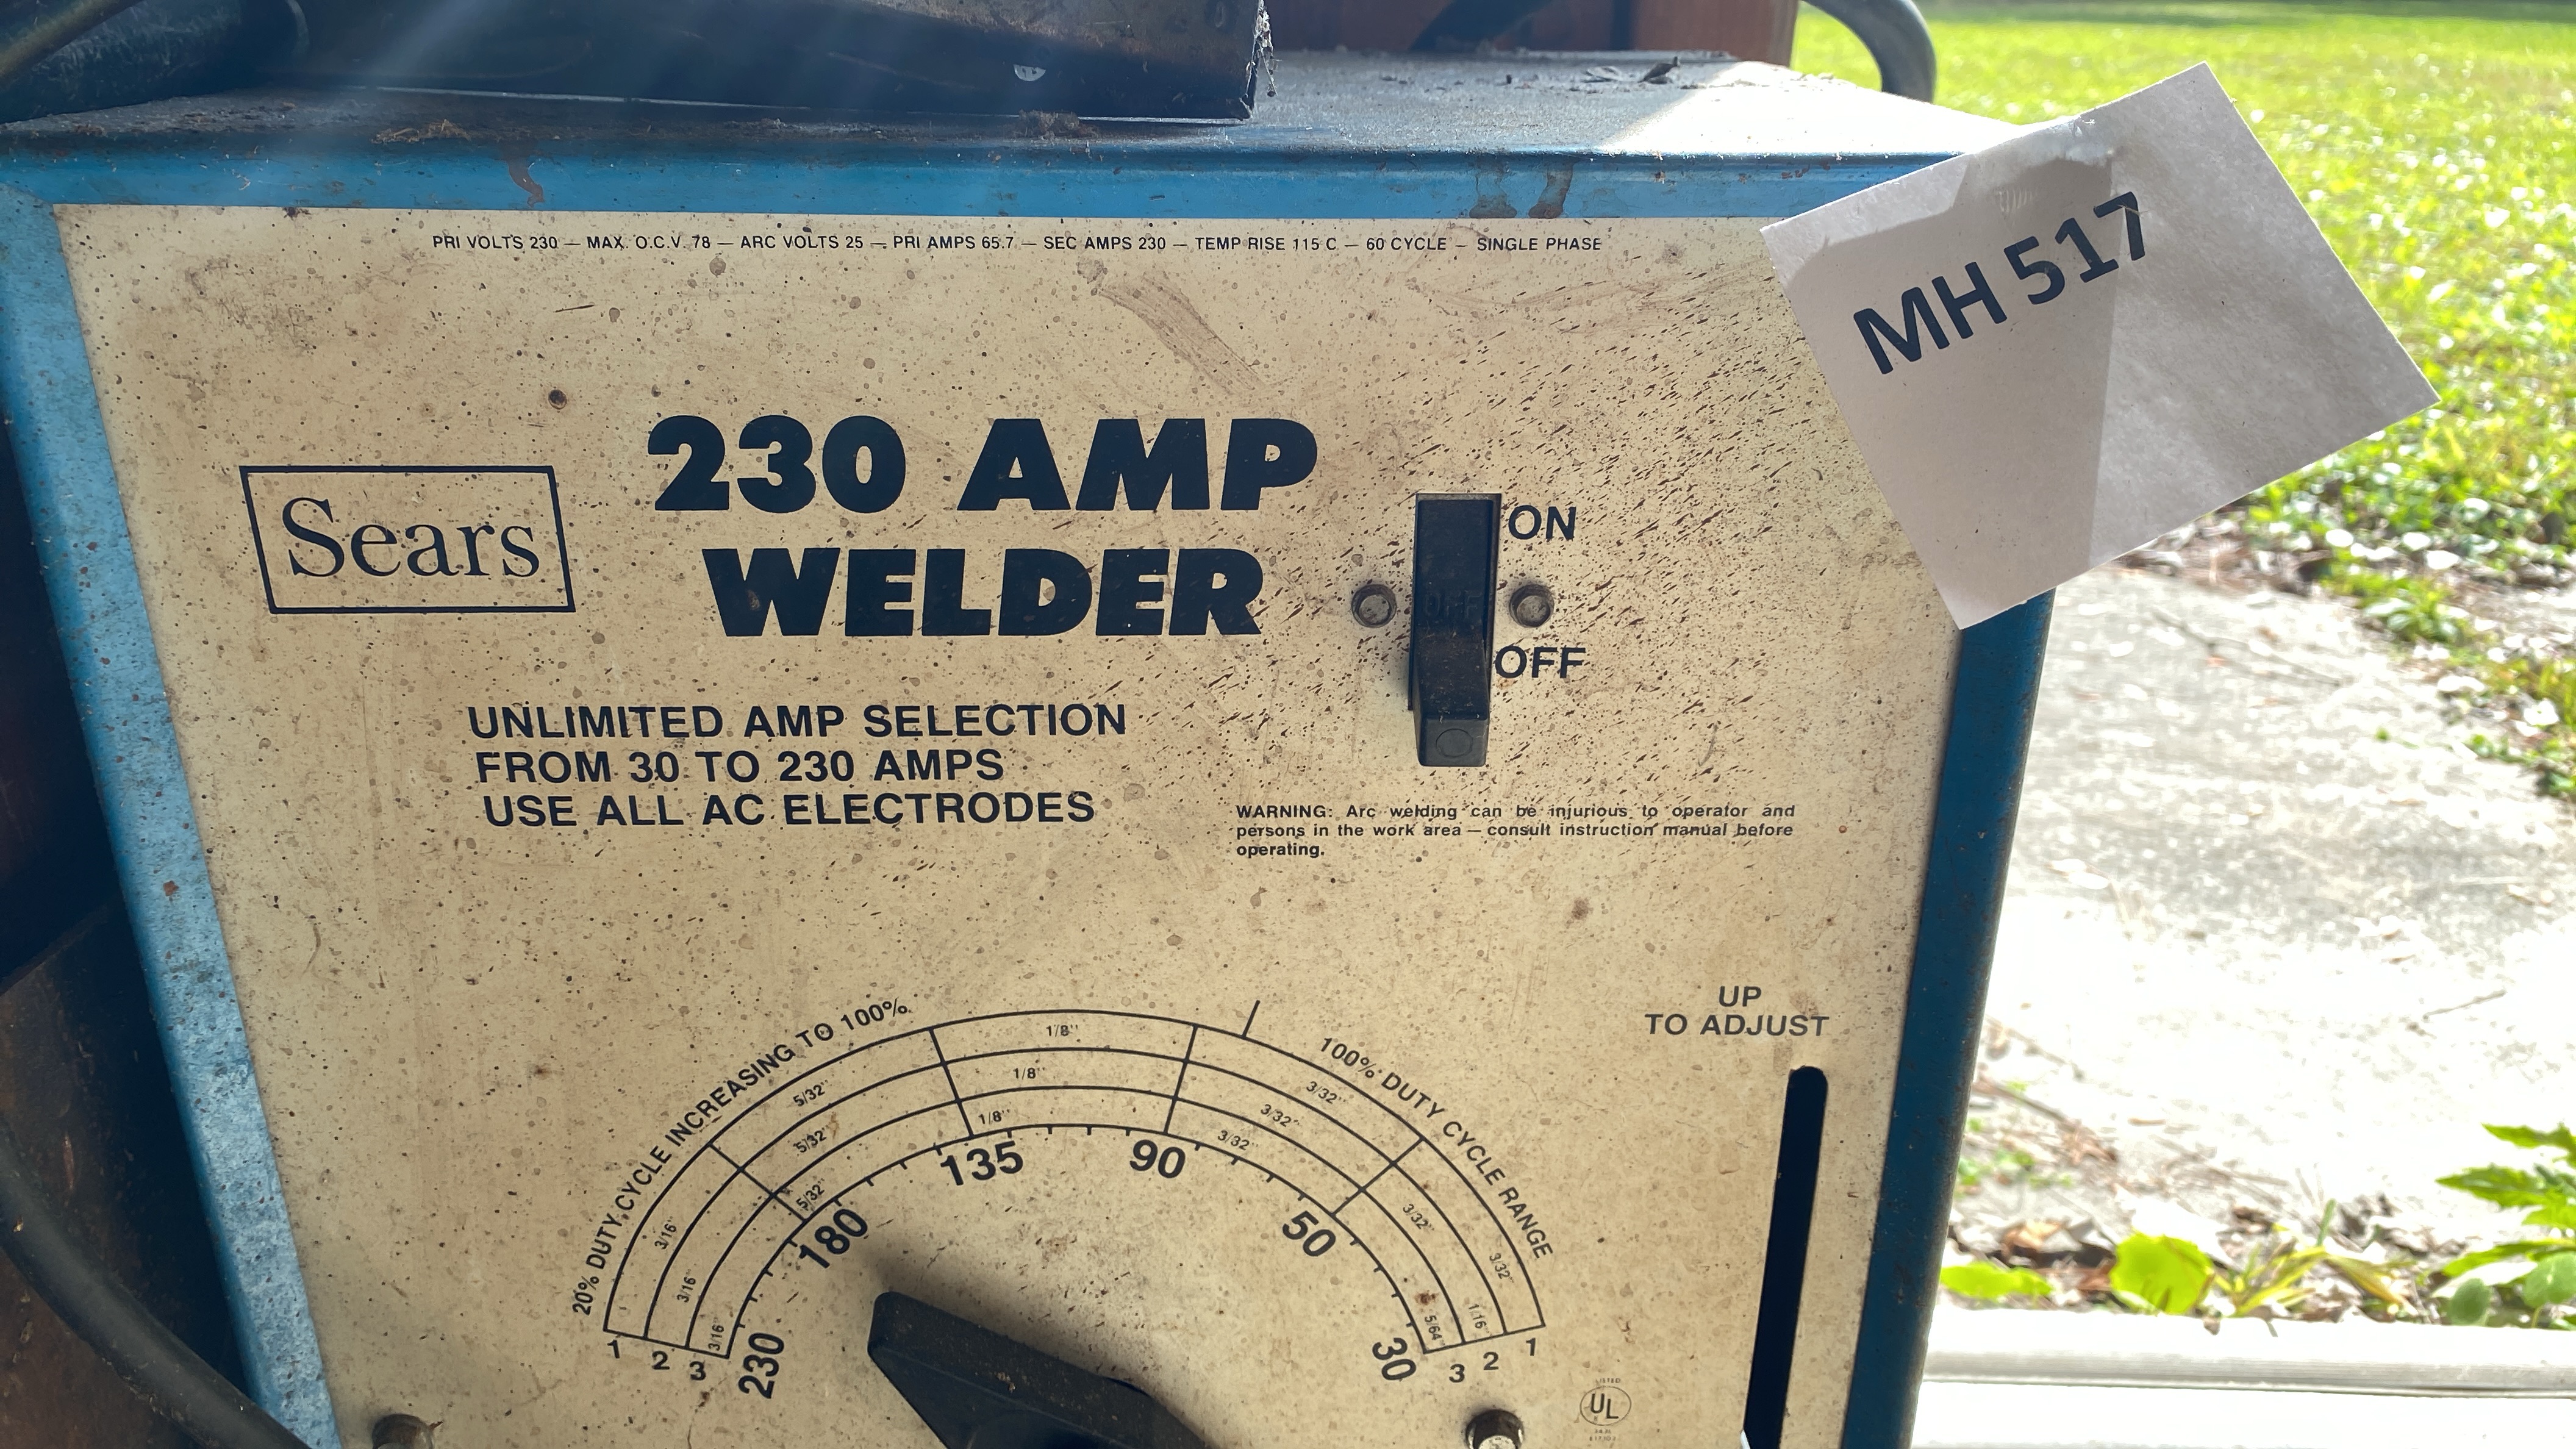 PRI VOLTS 230 — MAX. O.C.V. 78 — ARC VOLTS 25 — PRI AMPS 65.7 — SEC AMPS 230 — TEMP RISE 115 C — 60 CYCLE — SINGLE PHASE
MH 517
Sears
230 AMP
WELDER
ON
OFF
OFF
UNLIMITED AMP SELECTION
FROM 30 TO 230 AMPS
USE ALL AC ELECTRODES
WARNING: Arc welding can be injurious to operator and
persons in the work area — consult instruction manual before
operating.
UP
TO ADJUST
20% DUTY CYCLE INCREASING TO 100%
100% DUTY CYCLE RANGE
3/16" 5/32" 1/8" 3/32" 3/32"
3/16" 5/32" 1/8" 3/32" 3/32" 1/16"
3/16" 5/32" 1/8" 3/32" 5/64"
230 180 135 90 50 30
1 2 3
3 2 1
LISTED
UL